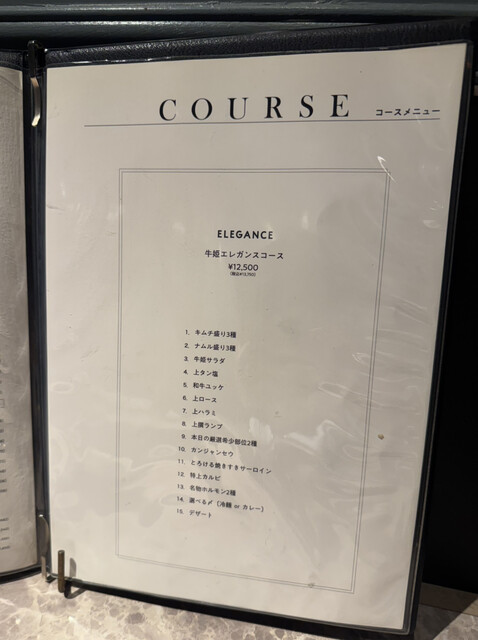 COURSE コースメニュー
ELEGANCE
牛姫エレガンスコース
¥12,500
(税込¥13,750)
1. キムチ盛り3種
2. ナムル盛り3種
3. 牛姫サラダ
4. 上タン塩
5. 和牛ユッケ
6. 上ロース
7. 上ハラミ
8. 上撰ランプ
9. 本日の厳選希少部位2種
10. カンジャンセウ
11. とろける焼きすきサーロイン
12. 特上カルビ
13. 名物ホルモン2種
14. 選べる〆（冷麺 or カレー）
15. デザート